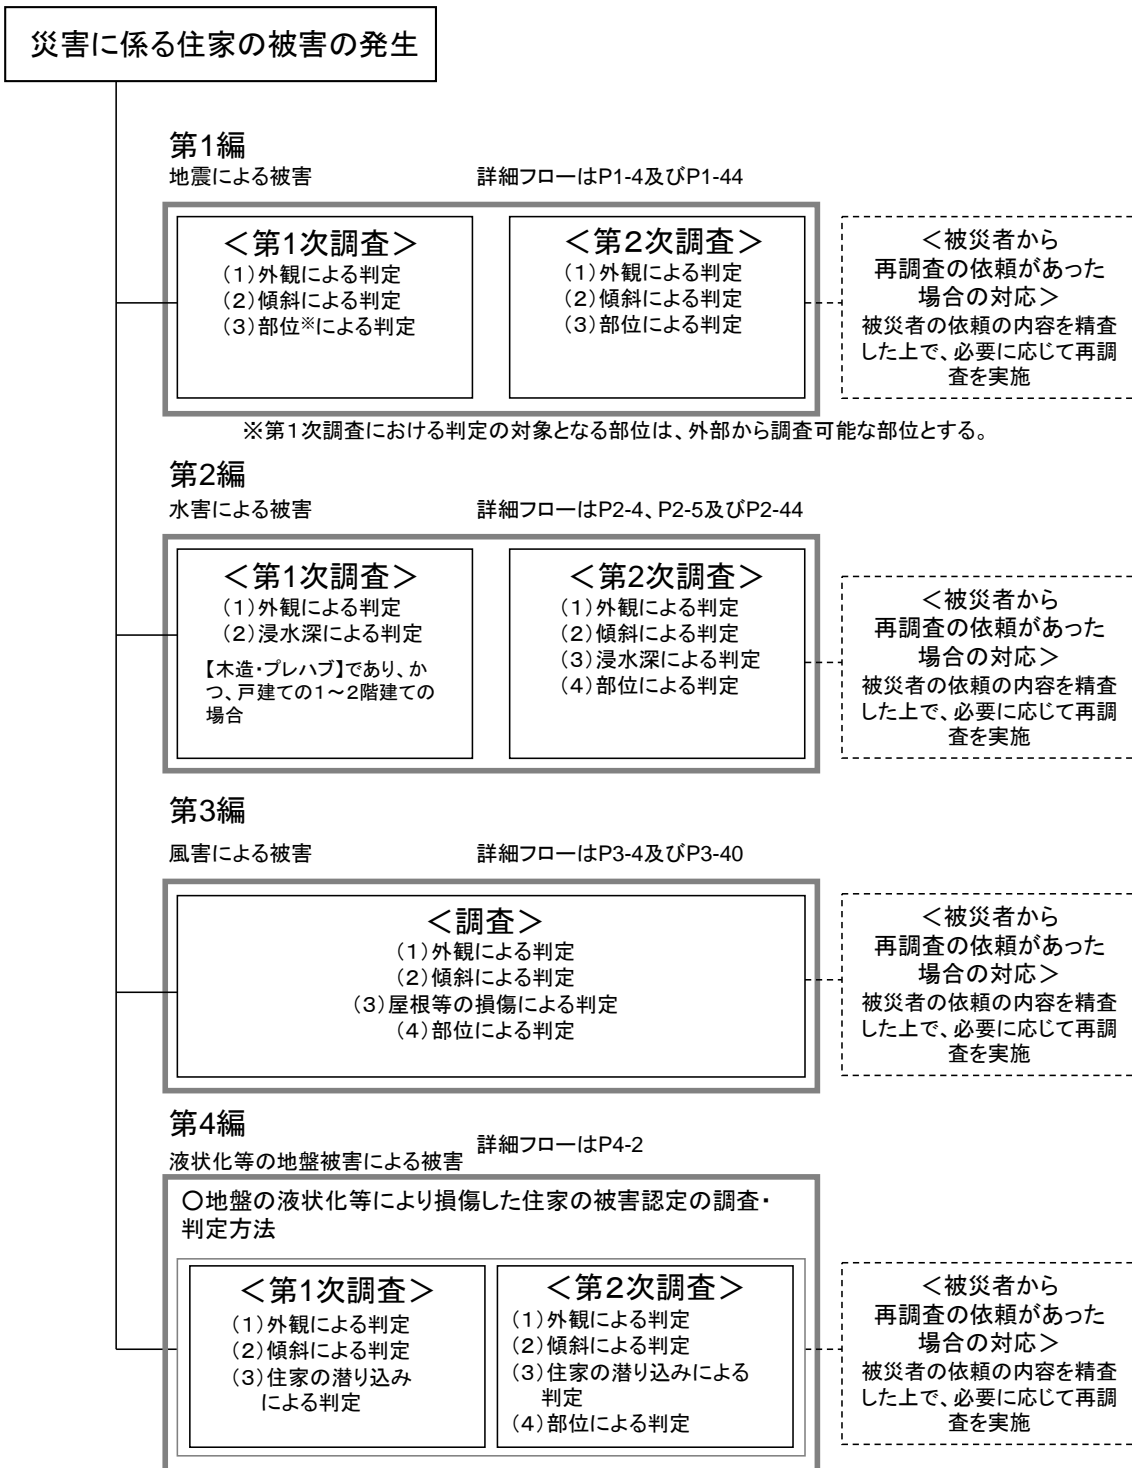 災害に係る住家の被害の発生
第1編
地震による被害
詳細フローはP1-4及びP1-44
＜第1次調査＞
（1）外観による判定
（2）傾斜による判定
（3）部位※による判定
＜第2次調査＞
（1）外観による判定
（2）傾斜による判定
（3）部位による判定
＜被災者から
再調査の依頼があった
場合の対応＞
被災者の依頼の内容を精査
した上で、必要に応じて再調
査を実施
※第1次調査における判定の対象となる部位は、外部から調査可能な部位とする。
第2編
水害による被害
詳細フローはP2-4、P2-5及びP2-44
＜第1次調査＞
（1）外観による判定
（2）浸水深による判定
【木造・プレハブ】であり、か
つ、戸建ての1～2階建ての
場合
＜第2次調査＞
（1）外観による判定
（2）傾斜による判定
（3）浸水深による判定
（4）部位による判定
＜被災者から
再調査の依頼があった
場合の対応＞
被災者の依頼の内容を精査
した上で、必要に応じて再調
査を実施
第3編
風害による被害
詳細フローはP3-4及びP3-40
＜調査＞
（1）外観による判定
（2）傾斜による判定
（3）屋根等の損傷による判定
（4）部位による判定
＜被災者から
再調査の依頼があった
場合の対応＞
被災者の依頼の内容を精査
した上で、必要に応じて再調
査を実施
第4編
液状化等の地盤被害による被害
詳細フローはP4-2
○地盤の液状化等により損傷した住家の被害認定の調査・
判定方法
＜第1次調査＞
（1）外観による判定
（2）傾斜による判定
（3）住家の潜り込み
による判定
＜第2次調査＞
（1）外観による判定
（2）傾斜による判定
（3）住家の潜り込みによる
判定
（4）部位による判定
＜被災者から
再調査の依頼があった
場合の対応＞
被災者の依頼の内容を精査
した上で、必要に応じて再調
査を実施